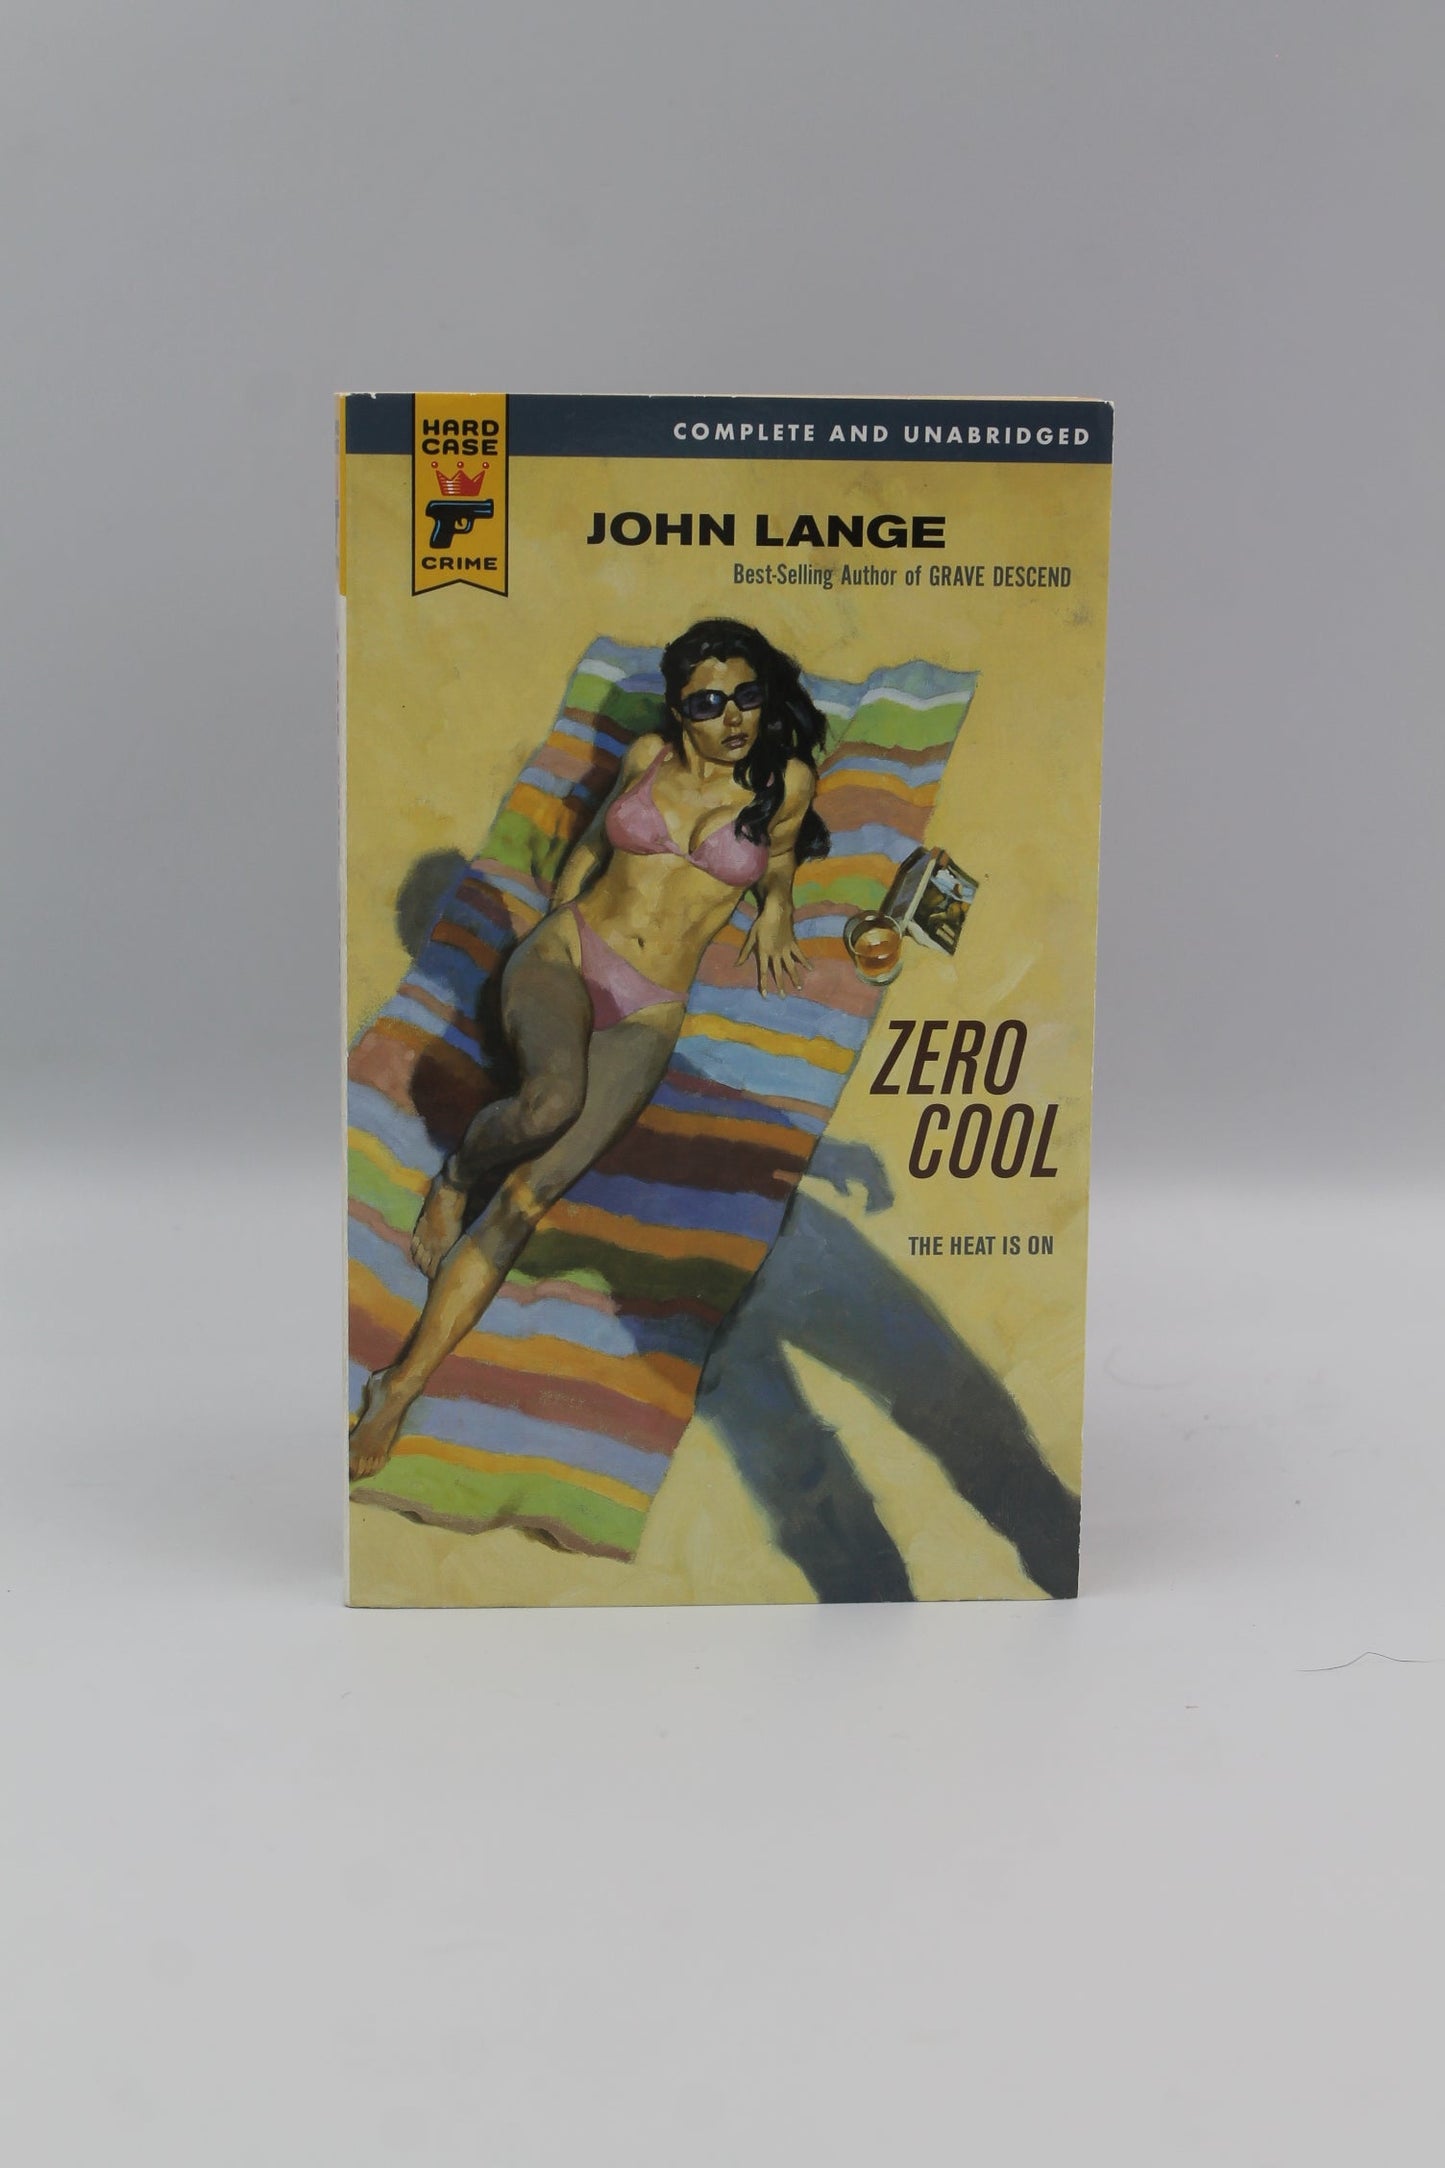 HARD
CASE
CRIME
COMPLETE AND UNABRIDGED
JOHN LANGE
Best-Selling Author of GRAVE DESCEND
ZERO
COOL
THE HEAT IS ON